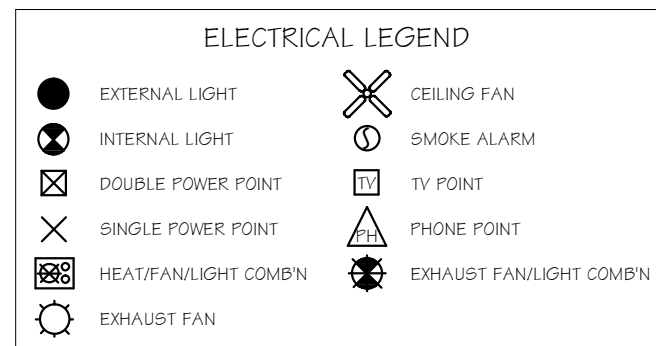 ELECTRICAL LEGEND
EXTERNAL LIGHT
INTERNAL LIGHT
DOUBLE POWER POINT
SINGLE POWER POINT
HEAT/FAN/LIGHT COMB'N
EXHAUST FAN
CEILING FAN
SMOKE ALARM
TV TV POINT
PH PHONE POINT
EXHAUST FAN/LIGHT COMB'N